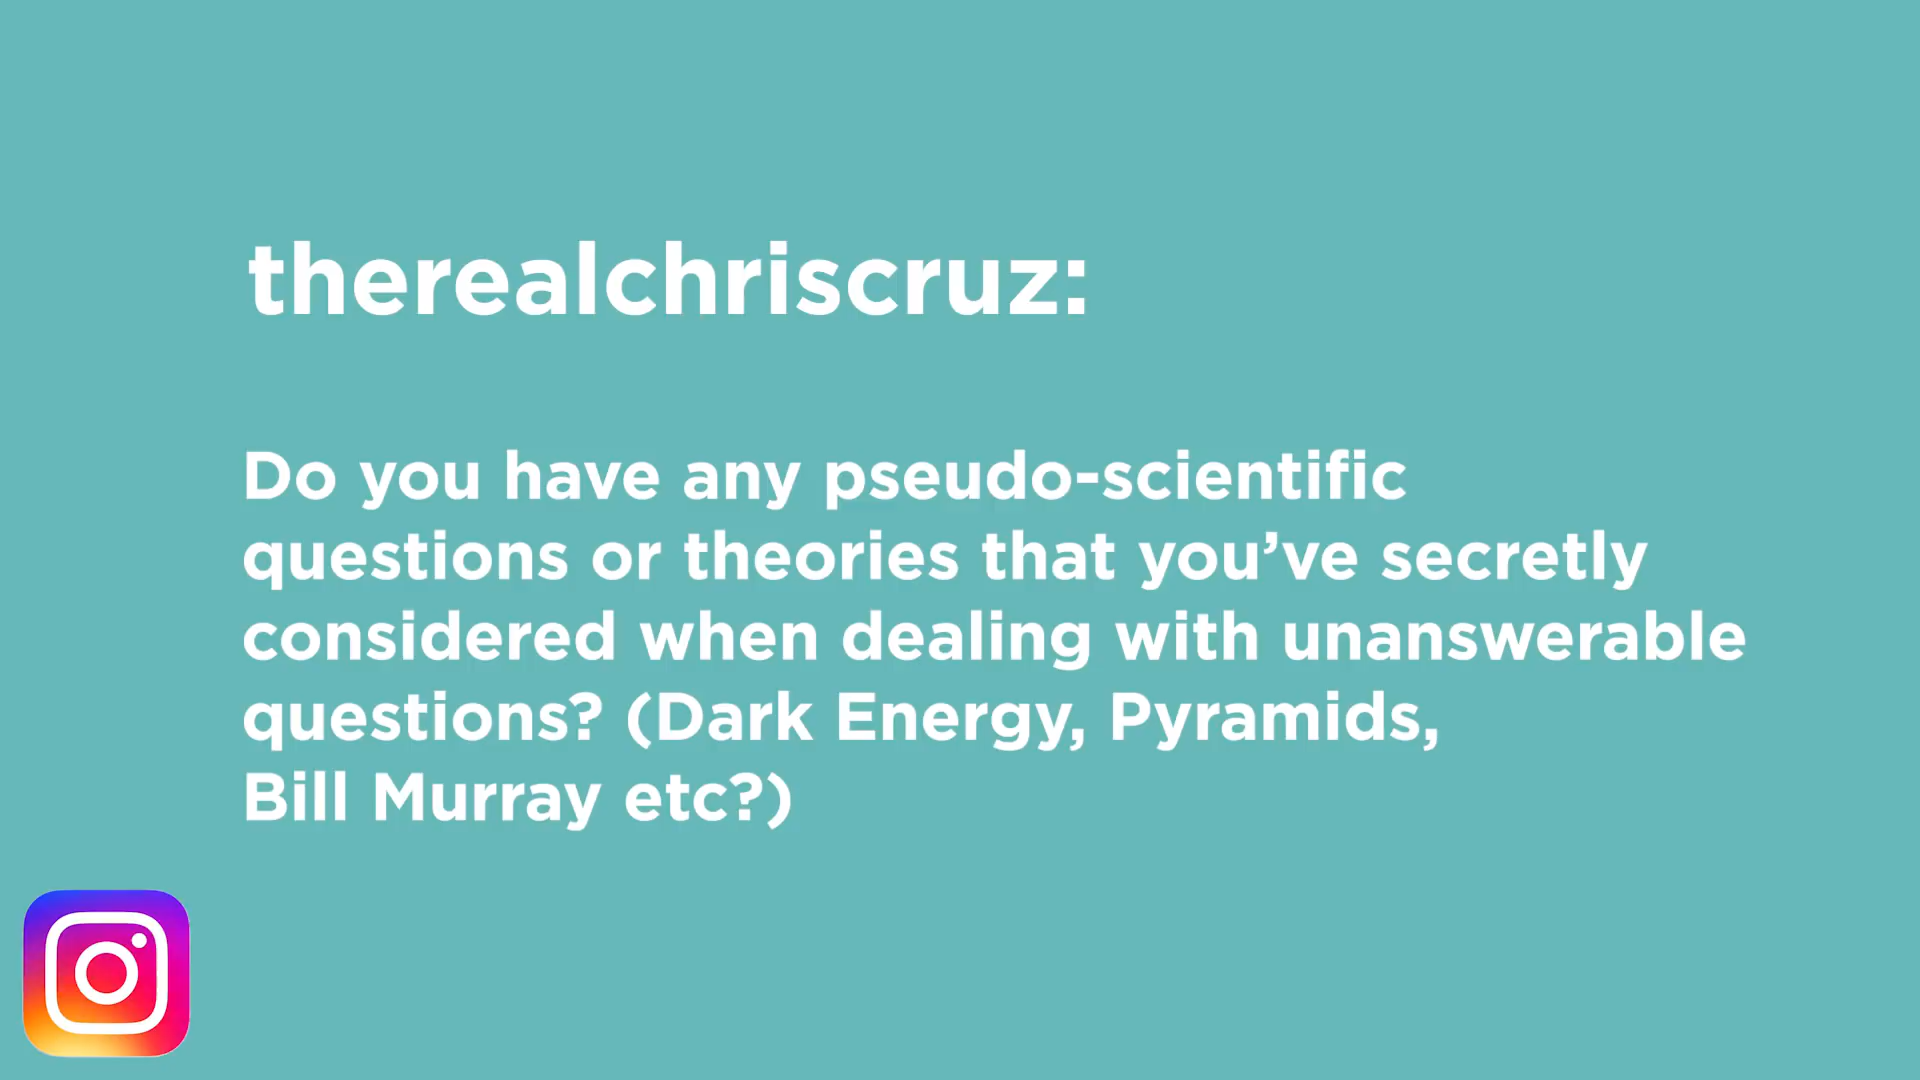 therealchriscruz:
Do you have any pseudo-scientific
questions or theories that you’ve secretly
considered when dealing with unanswerable
questions? (Dark Energy, Pyramids,
Bill Murray etc?)